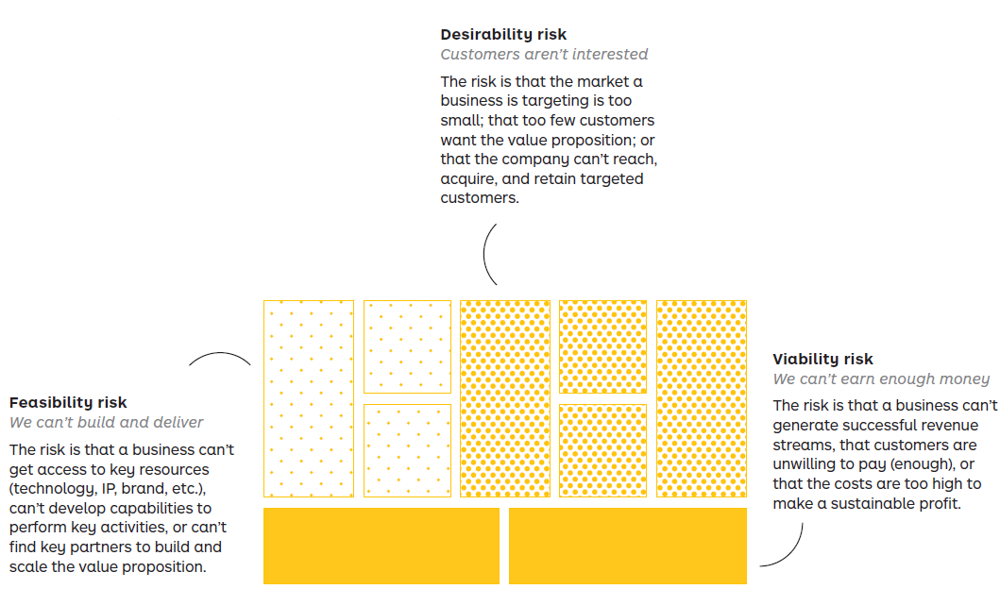 Desirability risk
Customers aren't interested
The risk is that the market a
business is targeting is too
small; that too few customers
want the value proposition; or
that the company can't reach,
acquire, and retain targeted
customers.
Feasibility risk
We can't build and deliver
The risk is that a business can't
get access to key resources
(technology, IP, brand, etc.),
can't develop capabilities to
perform key activities, or can't
find key partners to build and
scale the value proposition.
Viability risk
We can't earn enough money
The risk is that a business can't
generate successful revenue
streams, that customers are
unwilling to pay (enough), or
that the costs are too high to
make a sustainable profit.